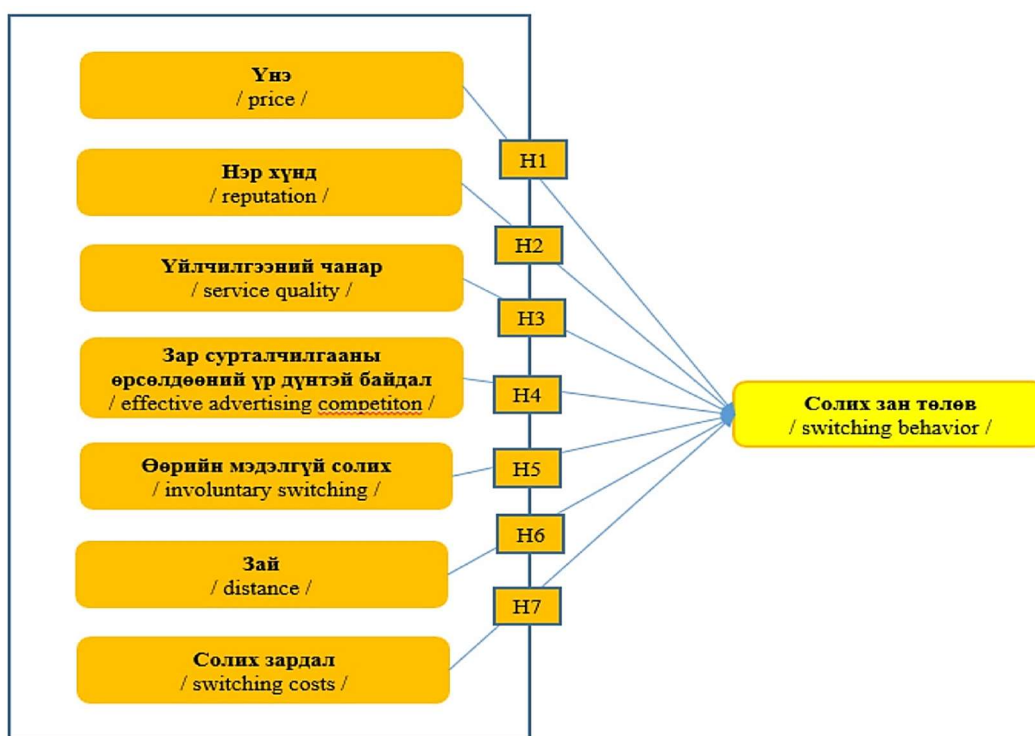 Үнэ
/ price /
H1
Нэр хүнд
/ reputation /
H2
Үйлчилгээний чанар
/ service quality /
H3
Зар сурталчилгааны
өрсөлдөөний үр дүнтэй байдал
/ effective advertising competiton /
H4
Солих зан төлөв
/ switching behavior /
Өөрийн мэдэлгүй солих
/ involuntary switching /
H5
Зай
/ distance /
H6
Солих зардал
/ switching costs /
H7